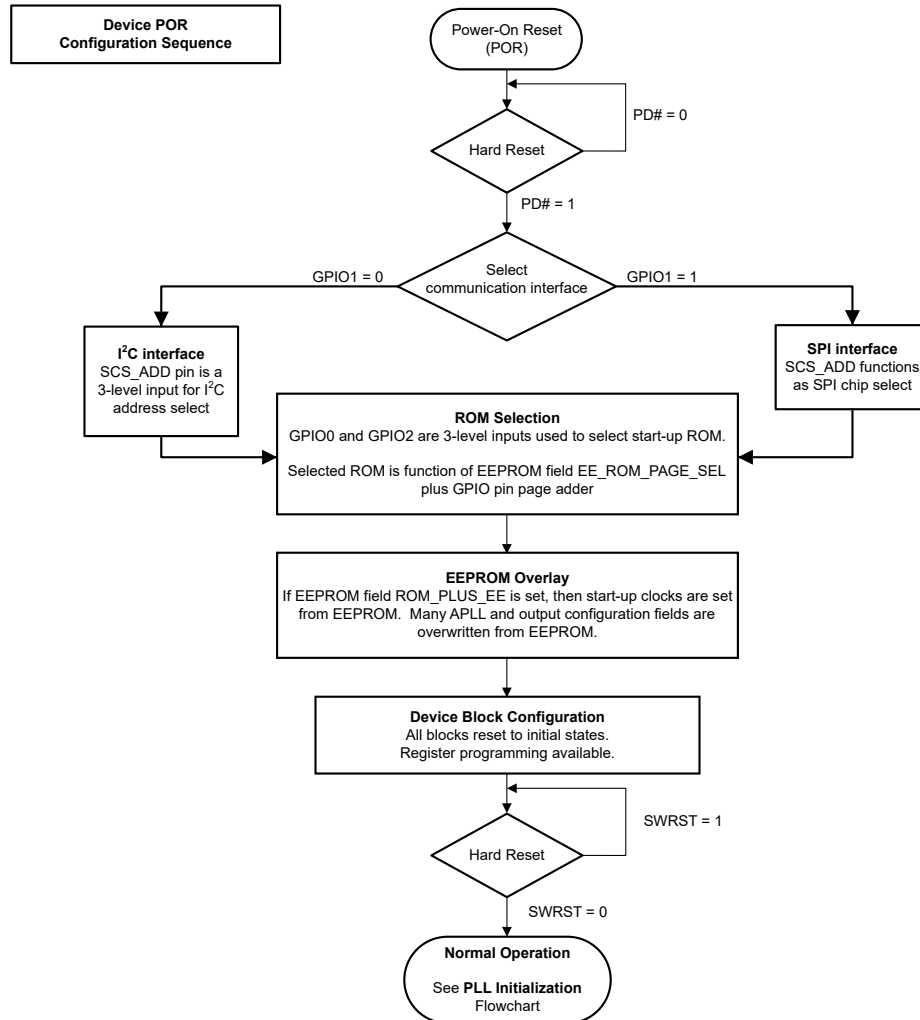 Device POR
Configuration Sequence
Power-On Reset
(POR)
PD# = 0
Hard Reset
PD# = 1
Select
communication interface
GPIO1 = 0
GPIO1 = 1
I²C interface
SCS_ADD pin is a
3-level input for I²C
address select
SPI interface
SCS_ADD functions
as SPI chip select
ROM Selection
GPIO0 and GPIO2 are 3-level inputs used to select start-up ROM.
Selected ROM is function of EEPROM field EE_ROM_PAGE_SEL
plus GPIO pin page adder
EEPROM Overlay
If EEPROM field ROM_PLUS_EE is set, then start-up clocks are set
from EEPROM. Many APLL and output configuration fields are
overwritten from EEPROM.
Device Block Configuration
All blocks reset to initial states.
Register programming available.
SWRST = 1
Hard Reset
SWRST = 0
Normal Operation
See PLL Initialization
Flowchart